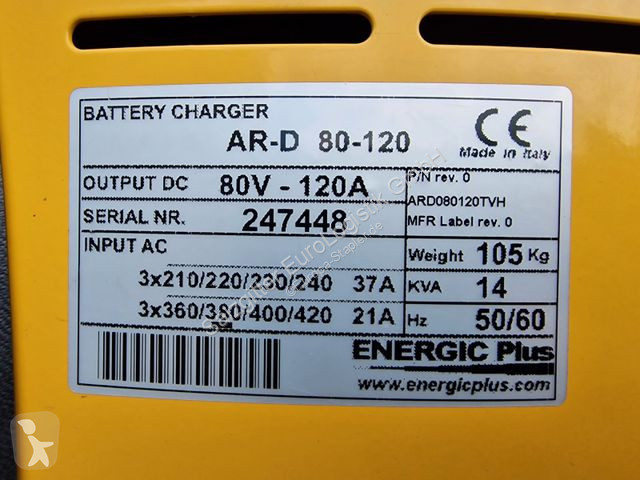 BATTERY CHARGER
AR-D 80-120
CE
Made in Italy
OUTPUT DC 80V - 120A
P/N rev. 0
ARD080120TVH
SERIAL NR. 247448
MFR Label rev. 0
INPUT AC
Weight 105 Kg
3x210/220/230/240 37A
KVA 14
3x360/380/400/420 21A
Hz 50/60
ENERGIC Plus
www.energicplus.com